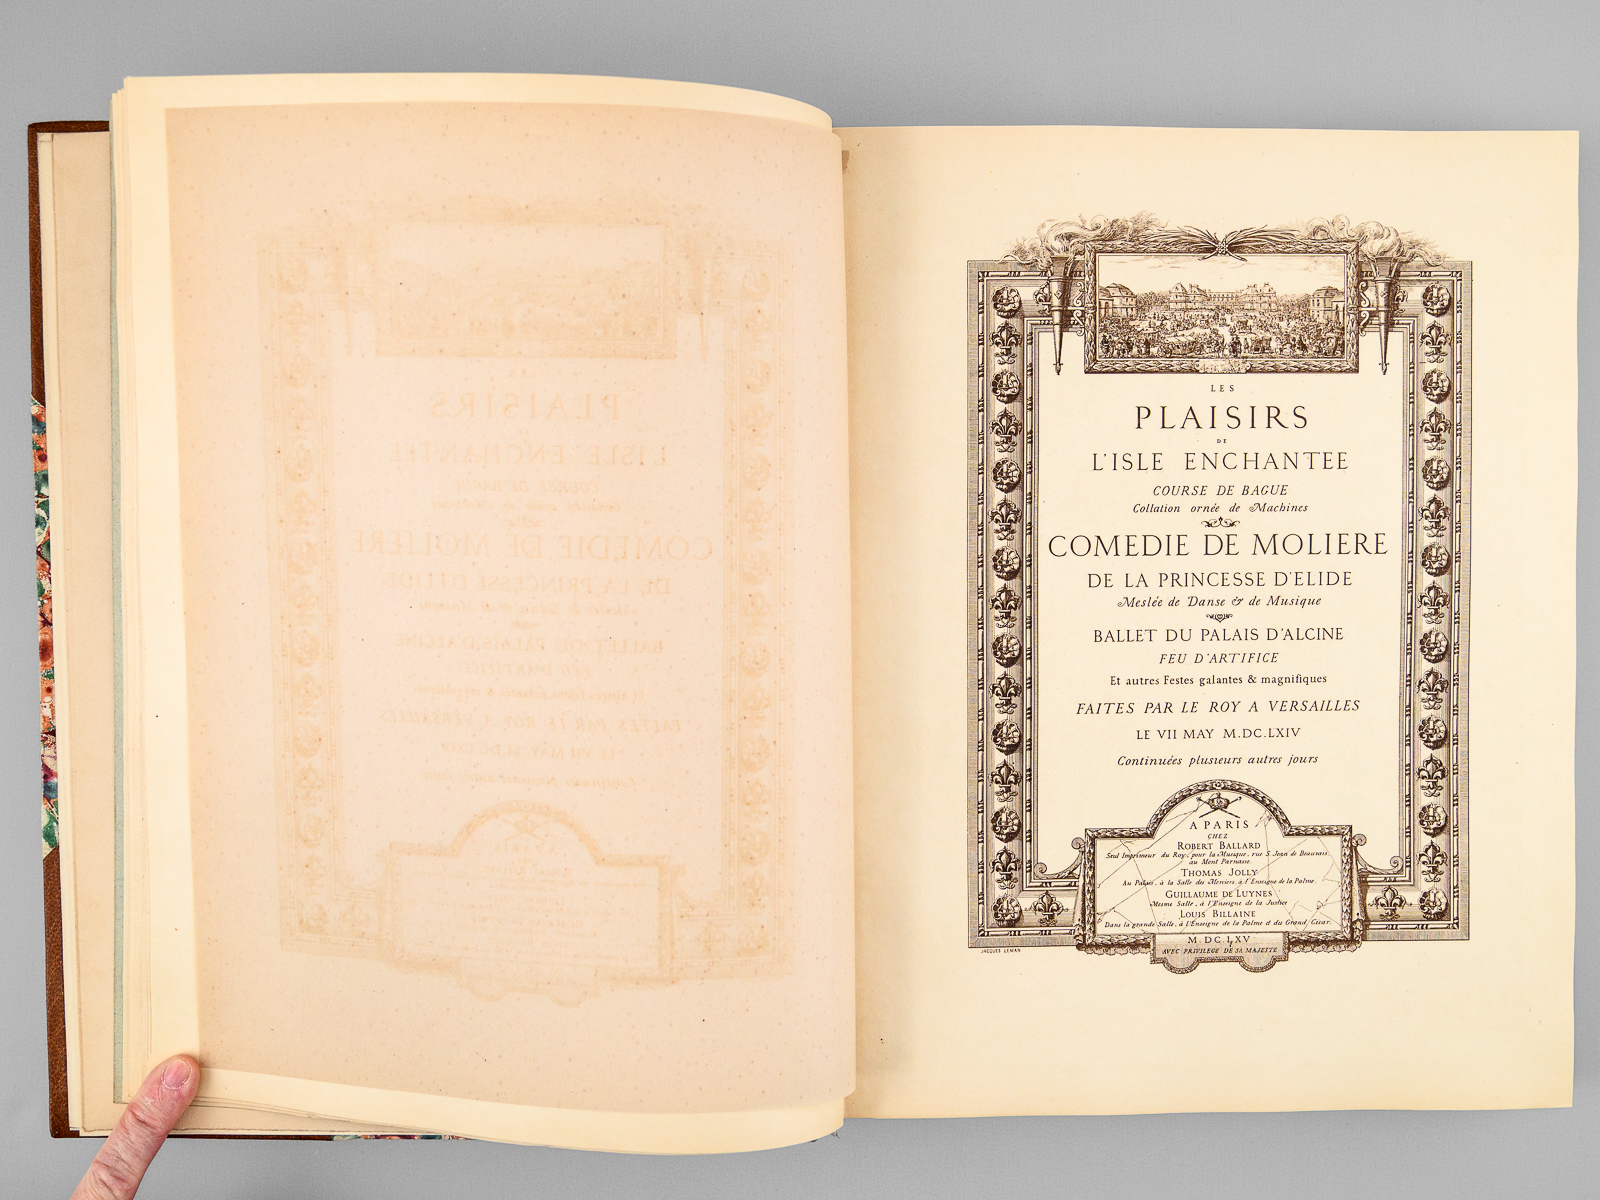 LES
PLAISIRS
DE
L'ISLE ENCHANTEE
COURSE DE BAGUE
Collation ornée de Machines
COMEDIE DE MOLIERE
DE LA PRINCESSE D'ELIDE
Meslée de Danse & de Musique
BALLET DU PALAIS D'ALCINE
FEU D'ARTIFICE
Et autres Festes galantes & magnifiques
FAITES PAR LE ROY A VERSAILLES
LE VII MAY M.DC.LXIV
Continuées plusieurs autres jours
A PARIS
CHEZ
ROBERT BALLARD
Seul Imprimeur du Roy, pour la Musique, rue S. Jean de Beauvais
au Mont Parnasse.
THOMAS JOLLY
Au Palais, à la Salle des Merciers, à l'Enseigne de la Palme.
GUILLAUME DE LUYNES
Mesme Salle, à l'Enseigne de la Justice
LOUIS BILLAINE
Dans la grande Salle, à l'Enseigne de la Palme et du Grand César.
M.DC.LXV
AVEC PRIVILEGE DE SA MAJESTE
JACQUES LEMAN